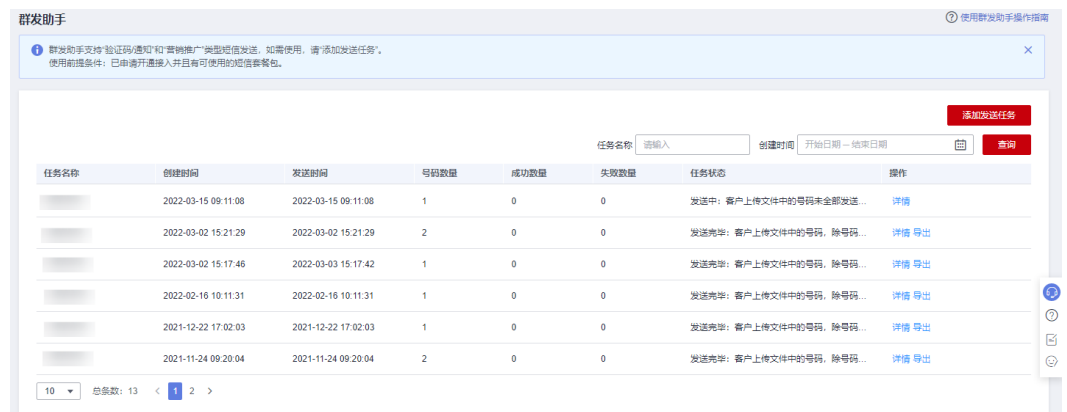 群发助手
使用群发助手操作指南
群发助手支持“验证码/通知”和“营销推广”类型短信发送，如需使用，请“添加发送任务”。
使用前提条件：已申请开通接入并且有可使用的短信套餐包。
添加发送任务
任务名称 请输入 创建时间 开始日期 – 结束日期 查询
任务名称 创建时间 发送时间 号码数量 成功数量 失败数量 任务状态 操作
2022-03-15 09:11:08 2022-03-15 09:11:08 1 0 0 发送中：客户上传文件中的号码未全部发送... 详情
2022-03-02 15:21:29 2022-03-02 15:21:29 2 0 0 发送完毕：客户上传文件中的号码，除号码... 详情 导出
2022-03-02 15:17:46 2022-03-03 15:17:42 1 0 0 发送完毕：客户上传文件中的号码，除号码... 详情 导出
2022-02-16 10:11:31 2022-02-16 10:11:31 1 0 0 发送完毕：客户上传文件中的号码，除号码... 详情 导出
2021-12-22 17:02:03 2021-12-22 17:02:03 1 0 0 发送完毕：客户上传文件中的号码，除号码... 详情 导出
2021-11-24 09:20:04 2021-11-24 09:20:04 2 0 0 发送完毕：客户上传文件中的号码，除号码... 详情 导出
10 总条数：13 < 1 2 >